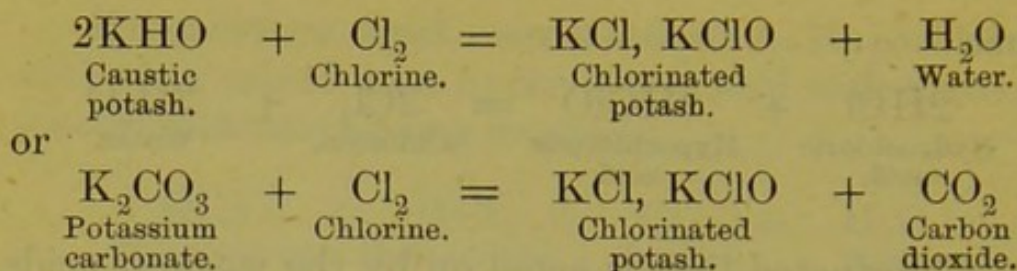 2KHO + Cl₂ = KCl, KClO + H₂O
Caustic Chlorine. Chlorinated Water.
potash. potash.
or
K₂CO₃ + Cl₂ = KCl, KClO + CO₂
Potassium Chlorine. Chlorinated Carbon
carbonate. potash. dioxide.